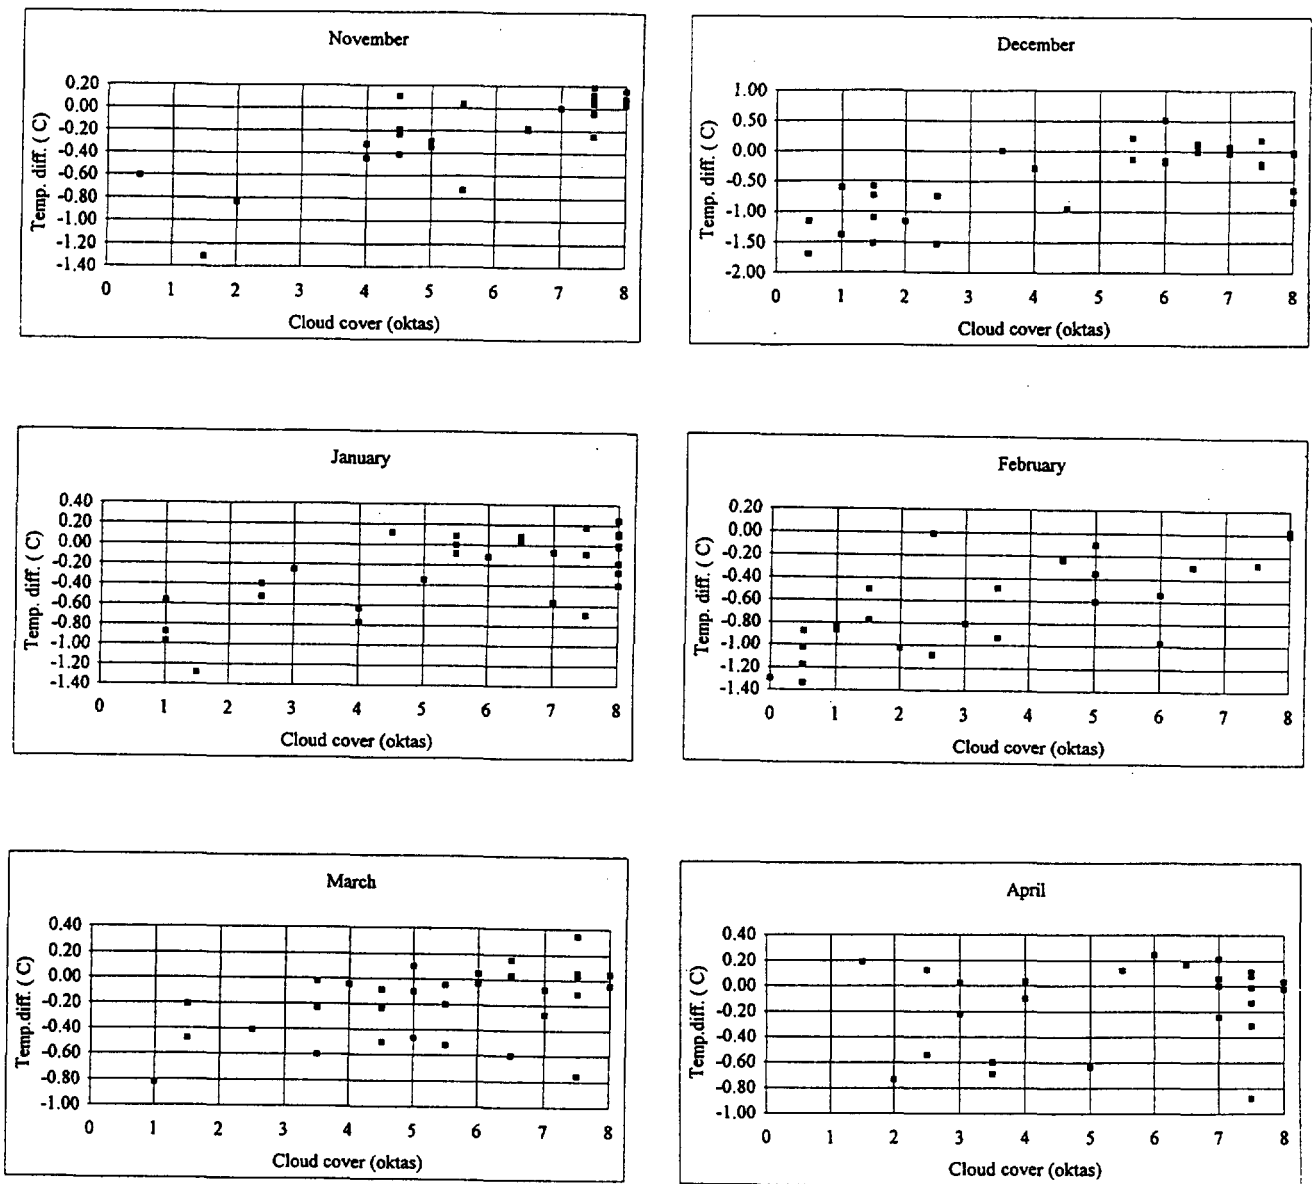 November
Temp. diff. ( C)
0.20
0.00
-0.20
-0.40
-0.60
-0.80
-1.00
-1.20
-1.40
0 1 2 3 4 5 6 7 8
Cloud cover (oktas)
December
Temp. diff. ( C)
1.00
0.50
0.00
-0.50
-1.00
-1.50
-2.00
0 1 2 3 4 5 6 7 8
Cloud cover (oktas)
January
Temp. diff. ( C)
0.40
0.20
0.00
-0.20
-0.40
-0.60
-0.80
-1.00
-1.20
-1.40
0 1 2 3 4 5 6 7 8
Cloud cover (oktas)
February
Temp. diff. ( C)
0.20
0.00
-0.20
-0.40
-0.60
-0.80
-1.00
-1.20
-1.40
0 1 2 3 4 5 6 7 8
Cloud cover (oktas)
March
Temp.diff. ( C)
0.40
0.20
0.00
-0.20
-0.40
-0.60
-0.80
-1.00
0 1 2 3 4 5 6 7 8
Cloud cover (oktas)
April
Temp.diff. ( C)
0.40
0.20
0.00
-0.20
-0.40
-0.60
-0.80
-1.00
0 1 2 3 4 5 6 7 8
Cloud cover (oktas)